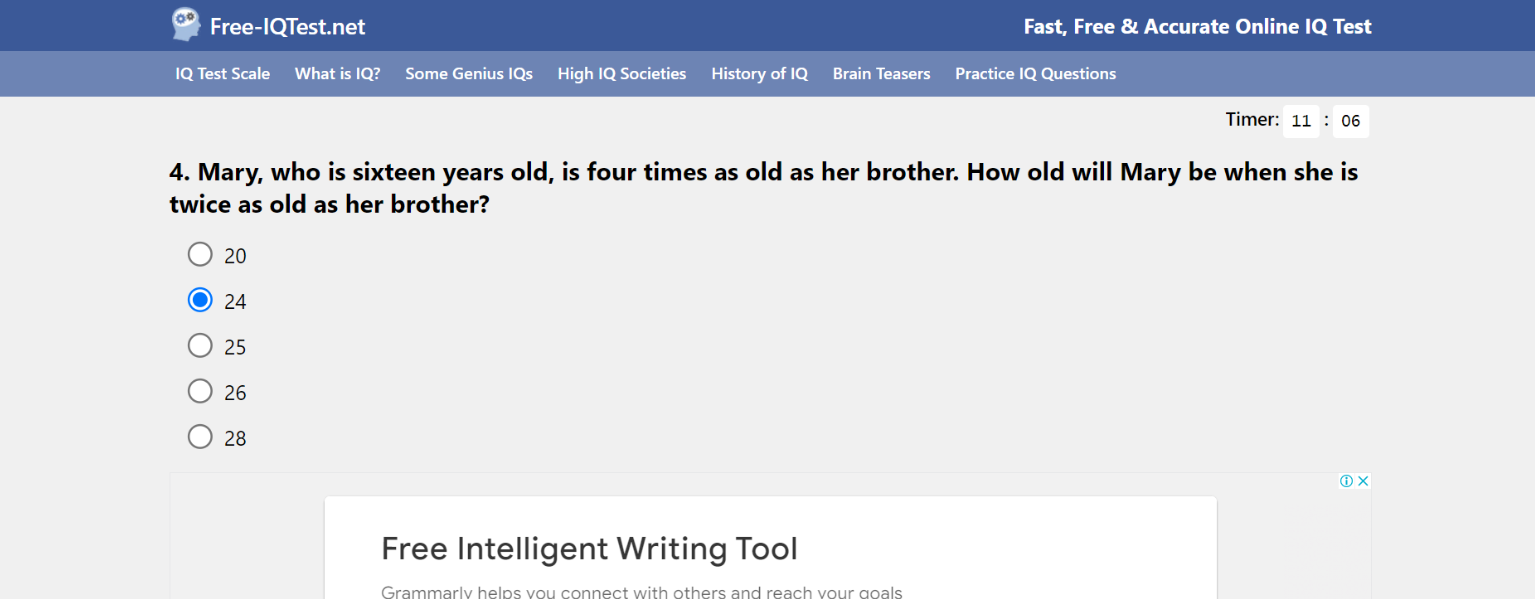 Free-IQTest.net
Fast, Free & Accurate Online IQ Test
IQ Test Scale What is IQ? Some Genius IQs High IQ Societies History of IQ Brain Teasers Practice IQ Questions
Timer: 11 : 06
4. Mary, who is sixteen years old, is four times as old as her brother. How old will Mary be when she is
twice as old as her brother?
20
24
25
26
28
Free Intelligent Writing Tool
Grammarly helps you connect with others and reach your goals